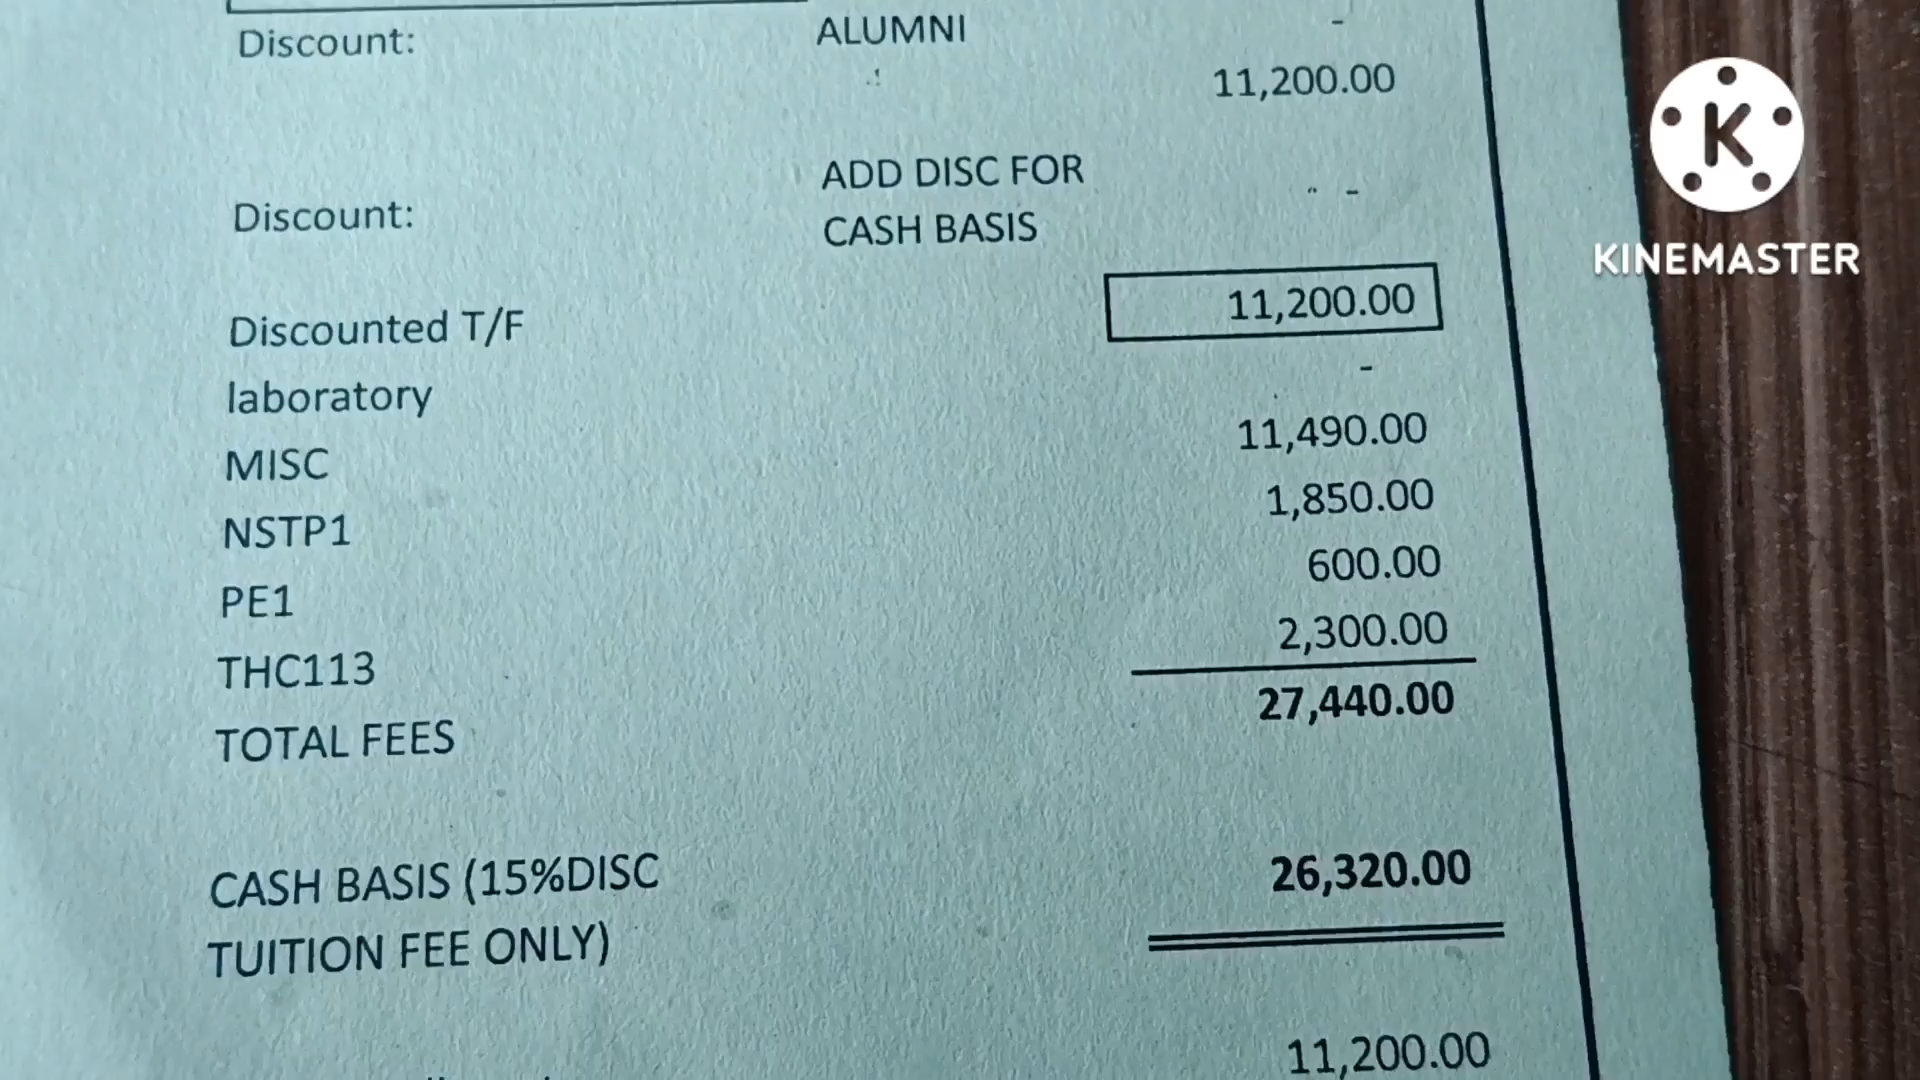 Discount: ALUMNI -
11,200.00
ADD DISC FOR
Discount: CASH BASIS -
Discounted T/F 11,200.00
laboratory -
MISC 11,490.00
NSTP1 1,850.00
PE1 600.00
THC113 2,300.00
TOTAL FEES 27,440.00
CASH BASIS (15%DISC 26,320.00
TUITION FEE ONLY)
11,200.00
K
KINEMASTER